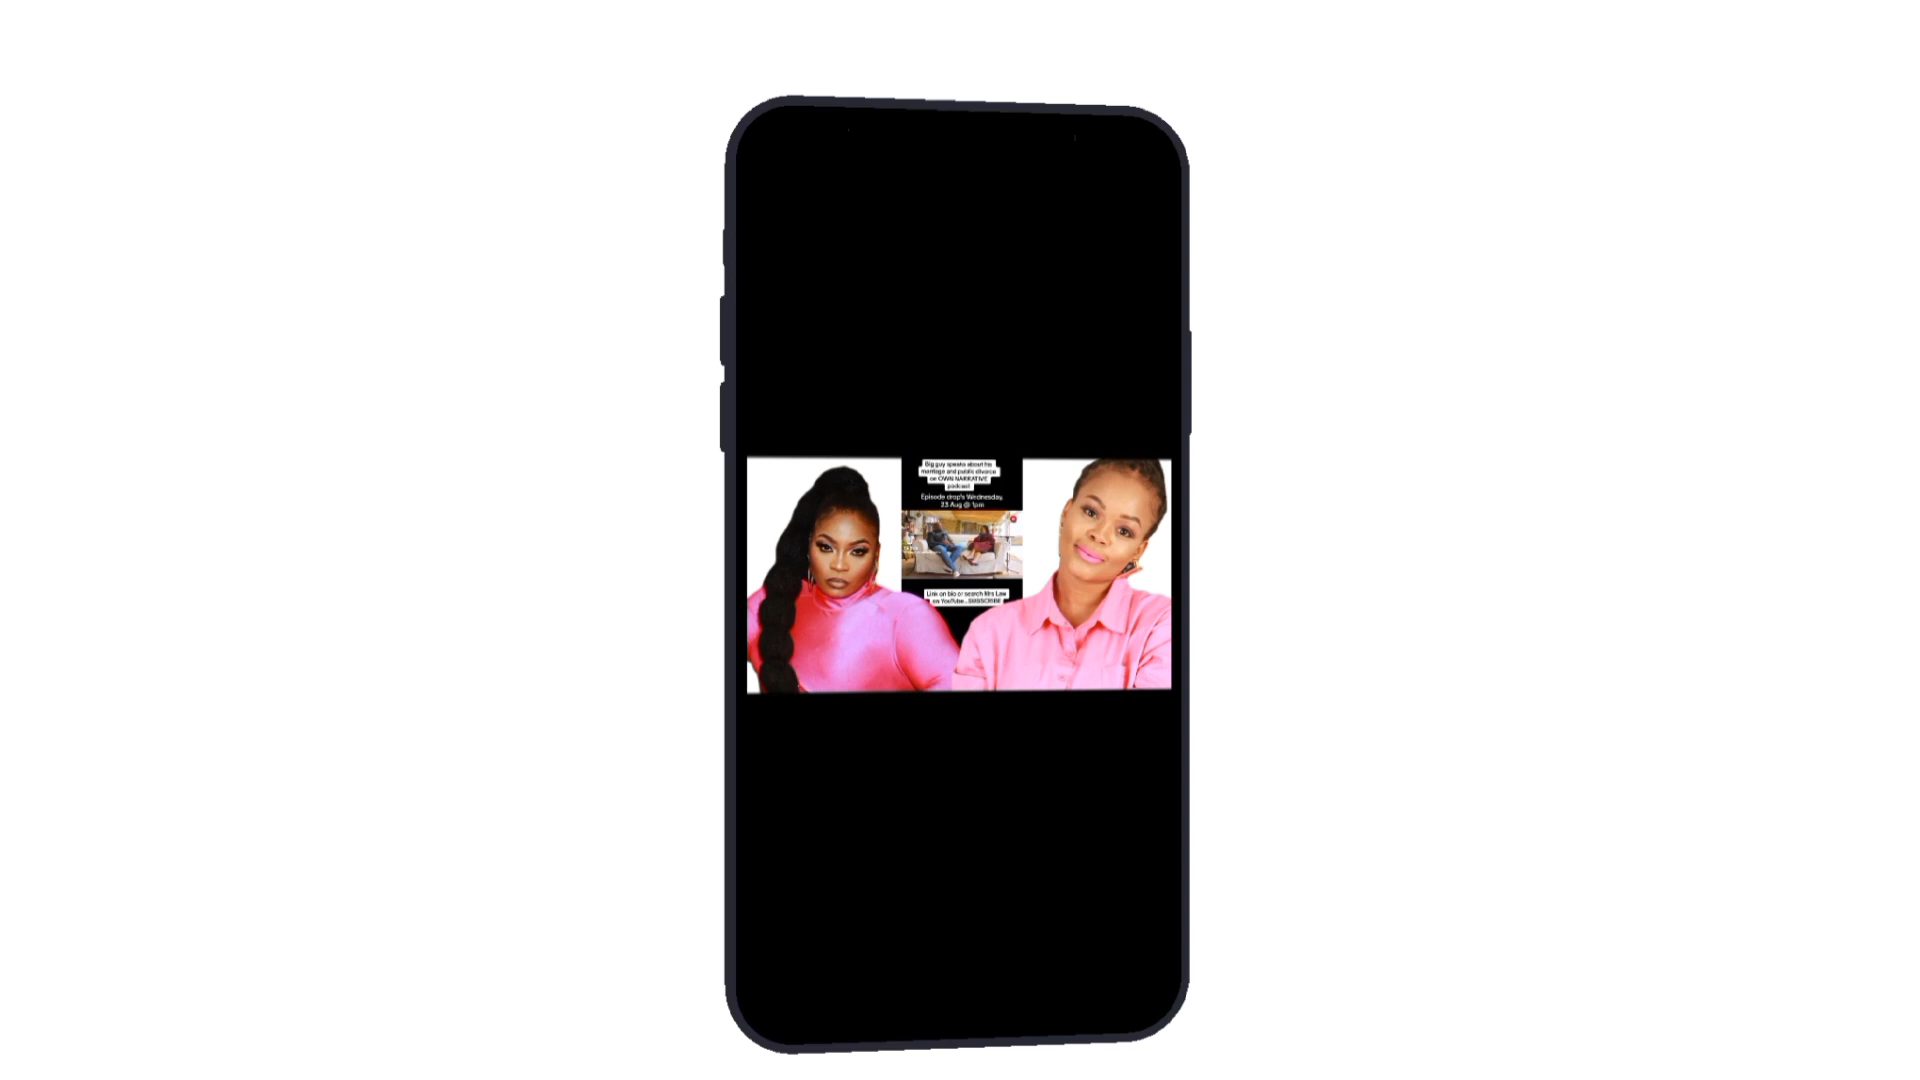 Big guy speaks about his
marriage and public divorce
on OWN NARRATIVE
podcast
Episode drop's Wednesday,
23 Aug @ 1pm
Link on bio or search Mrs Law
on YouTube.. SUBSCRIBE